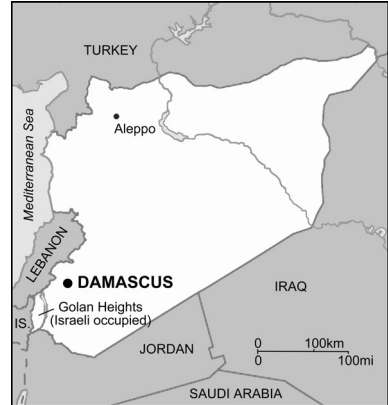 TURKEY
Aleppo
Mediterranean Sea
LEBANON
DAMASCUS
Golan Heights
(Israeli occupied)
IS.
IRAQ
JORDAN
0 100km
0 100mi
SAUDI ARABIA